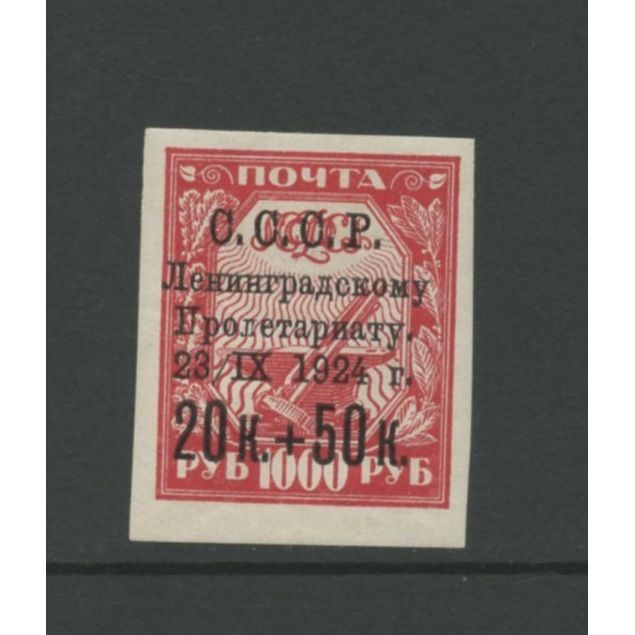 ПОЧТА
С.С.С.Р.
Ленинградскому
Пролетариату.
23/IX 1924 г.
20к.+50к.
РУБ 1000 РУБ